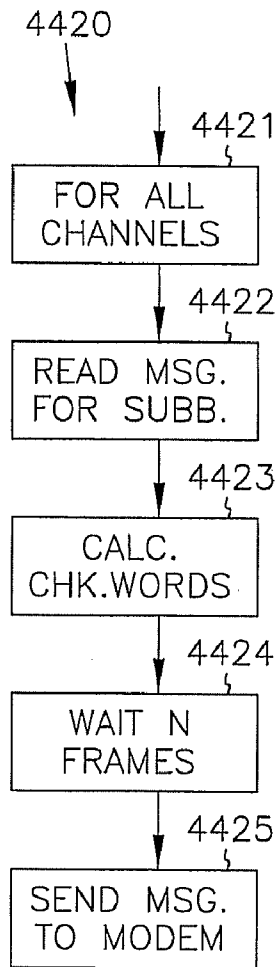 4420
4421
FOR ALL
CHANNELS
4422
READ MSG.
FOR SUBB.
4423
CALC.
CHK.WORDS
4424
WAIT N
FRAMES
4425
SEND MSG.
TO MODEM